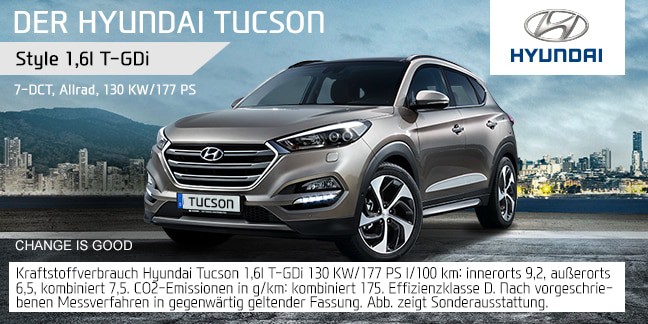 DER HYUNDAI TUCSON
Style 1,6l T-GDi
7-DCT, Allrad, 130 KW/177 PS
HYUNDAI
TUCSON
CHANGE IS GOOD
Kraftstoffverbrauch Hyundai Tucson 1,6l T-GDi 130 KW/177 PS l/100 km: innerorts 9,2, außerorts
6,5, kombiniert 7,5. CO2-Emissionen in g/km: kombiniert 175. Effizienzklasse D. Nach vorgeschrie-
benen Messverfahren in gegenwärtig geltender Fassung. Abb. zeigt Sonderausstattung.